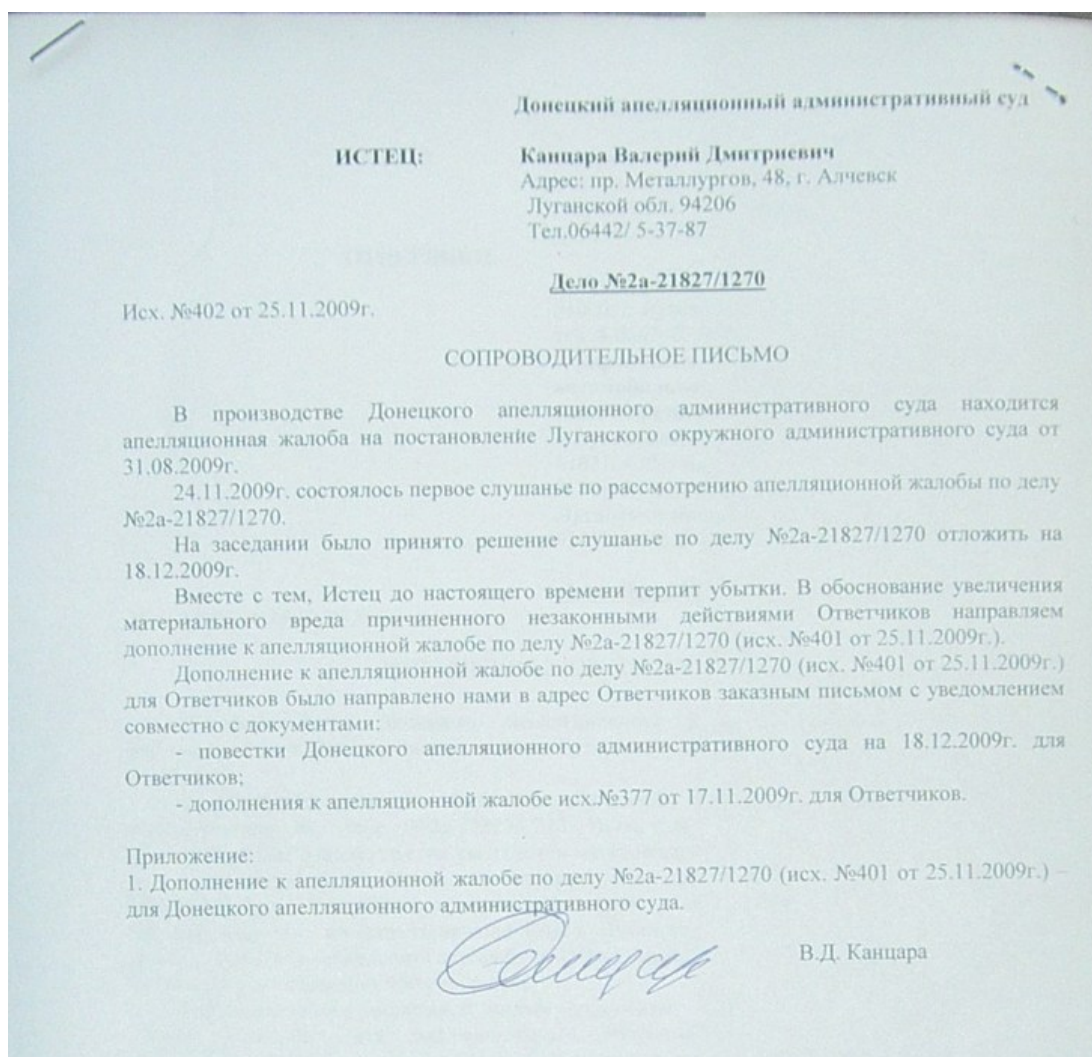 Донецкий апелляционный административный суд
ИСТЕЦ: Канцара Валерий Дмитриевич
Адрес: пр. Металлургов, 48, г. Алчевск
Луганской обл. 94206
Тел.06442/ 5-37-87
Дело №2а-21827/1270
Исх. №402 от 25.11.2009г.
СОПРОВОДИТЕЛЬНОЕ ПИСЬМО
В производстве Донецкого апелляционного административного суда находится
апелляционная жалоба на постановление Луганского окружного административного суда от
31.08.2009г.
24.11.2009г. состоялось первое слушанье по рассмотрению апелляционной жалобы по делу
№2а-21827/1270.
На заседании было принято решение слушанье по делу №2а-21827/1270 отложить на
18.12.2009г.
Вместе с тем, Истец до настоящего времени терпит убытки. В обоснование увеличения
материального вреда причиненного незаконными действиями Ответчиков направляем
дополнение к апелляционной жалобе по делу №2а-21827/1270 (исх. №401 от 25.11.2009г.).
Дополнение к апелляционной жалобе по делу №2а-21827/1270 (исх. №401 от 25.11.2009г.)
для Ответчиков было направлено нами в адрес Ответчиков заказным письмом с уведомлением
совместно с документами:
- повестки Донецкого апелляционного административного суда на 18.12.2009г. для
Ответчиков;
- дополнения к апелляционной жалобе исх.№377 от 17.11.2009г. для Ответчиков.
Приложение:
1. Дополнение к апелляционной жалобе по делу №2а-21827/1270 (исх. №401 от 25.11.2009г.) –
для Донецкого апелляционного административного суда.
В.Д. Канцара